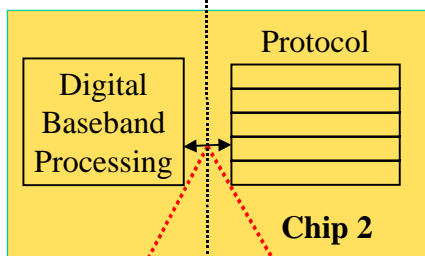 Protocol
Digital
Baseband
Processing
Chip 2